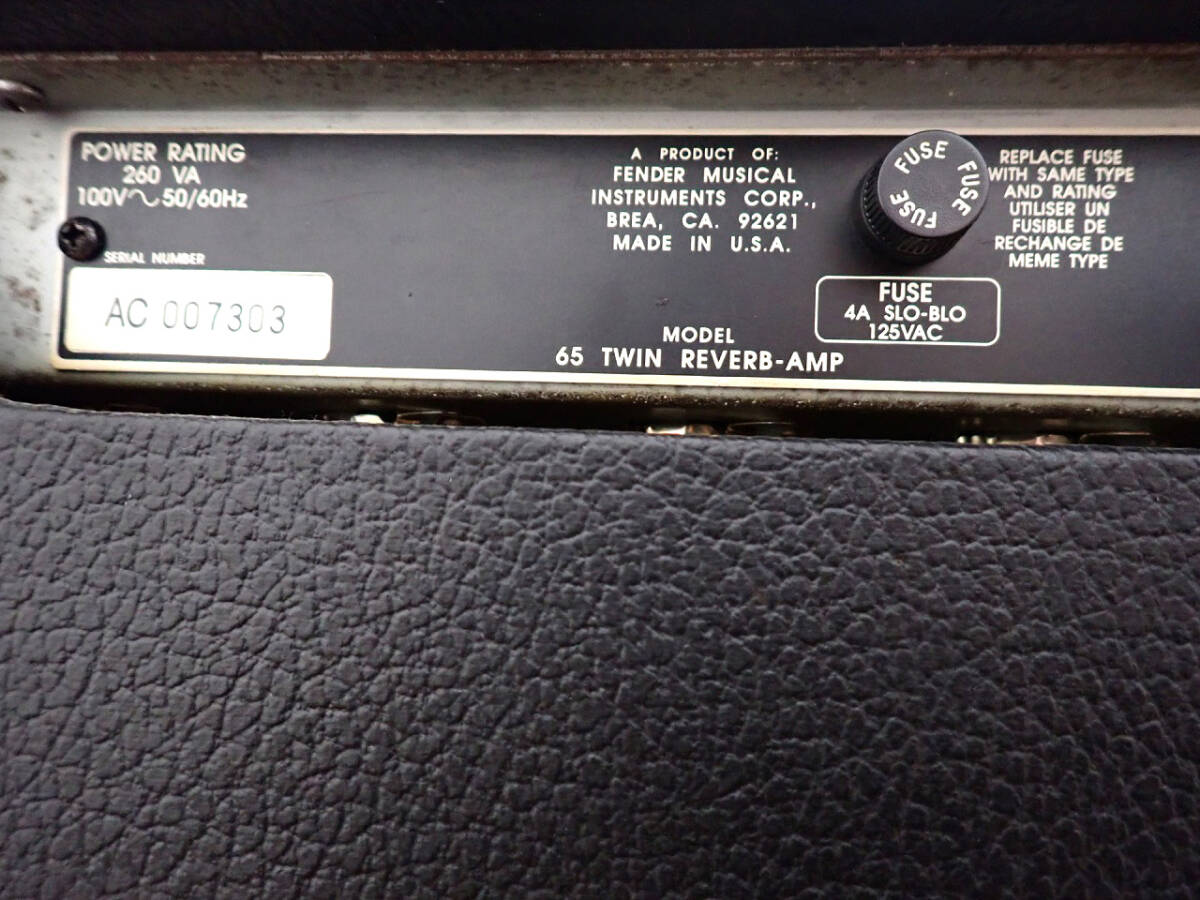 POWER RATING
260 VA
100V～50/60Hz
SERIAL NUMBER
AC 007303
A PRODUCT OF:
FENDER MUSICAL
INSTRUMENTS CORP.,
BREA, CA. 92621
MADE IN U.S.A.
MODEL
65 TWIN REVERB-AMP
FUSE FUSE FUSE
FUSE
4A SLO-BLO
125VAC
REPLACE FUSE
WITH SAME TYPE
AND RATING
UTILISER UN
FUSIBLE DE
RECHANGE DE
MEME TYPE